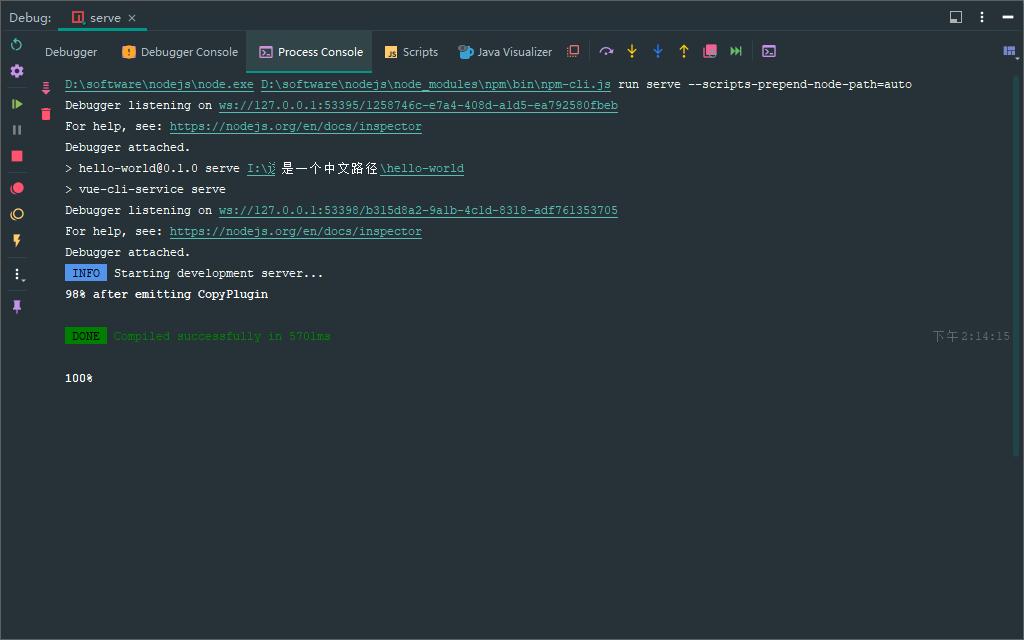 Debug: serve
Debugger Debugger Console Process Console Scripts Java Visualizer
D:\software\nodejs\node.exe D:\software\nodejs\node_modules\npm\bin\npm-cli.js run serve --scripts-prepend-node-path=auto
Debugger listening on ws://127.0.0.1:53395/1258746c-e7a4-408d-a1d5-ea792580fbeb
For help, see: https://nodejs.org/en/docs/inspector
Debugger attached.
> hello-world@0.1.0 serve I:\这是一个中文路径\hello-world
> vue-cli-service serve
Debugger listening on ws://127.0.0.1:53398/b315d8a2-9a1b-4c1d-8318-adf761353705
For help, see: https://nodejs.org/en/docs/inspector
Debugger attached.
INFO Starting development server...
98% after emitting CopyPlugin
DONE Compiled successfully in 5701ms 下午2:14:15
100%